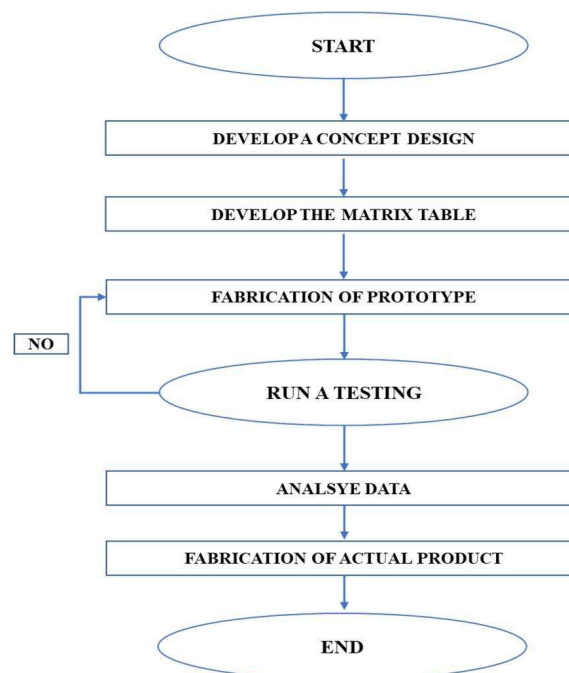 START
DEVELOP A CONCEPT DESIGN
DEVELOP THE MATRIX TABLE
FABRICATION OF PROTOTYPE
NO
RUN A TESTING
ANALSYE DATA
FABRICATION OF ACTUAL PRODUCT
END